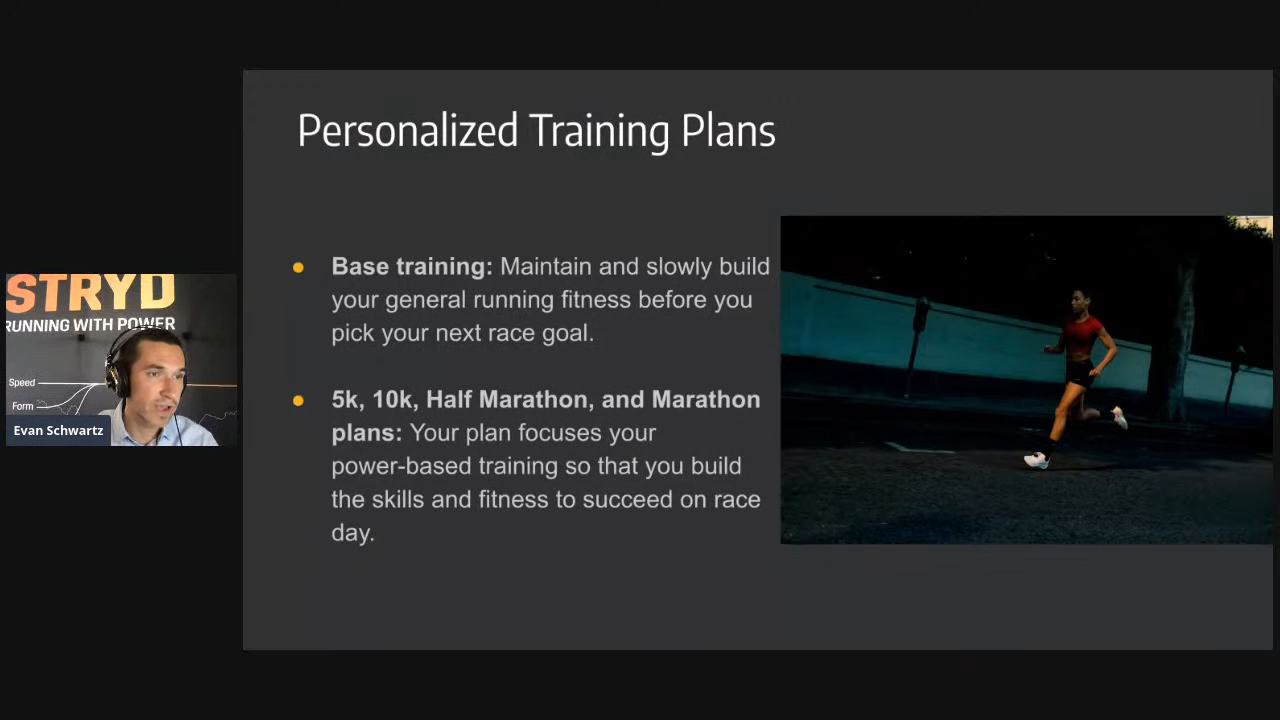 Personalized Training Plans
Base training: Maintain and slowly build
your general running fitness before you
pick your next race goal.
5k, 10k, Half Marathon, and Marathon
plans: Your plan focuses your
power-based training so that you build
the skills and fitness to succeed on race
day.
STRYD
RUNNING WITH POWER
Speed
Form
Evan Schwartz